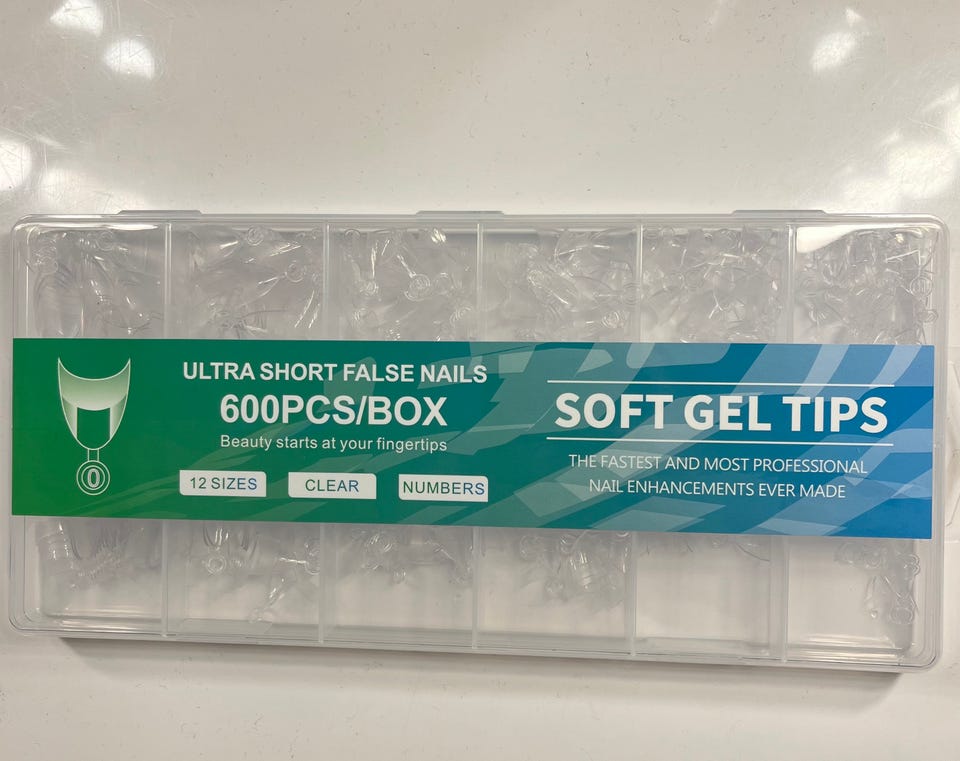 ULTRA SHORT FALSE NAILS
600PCS/BOX
Beauty starts at your fingertips
12 SIZES
CLEAR
NUMBERS
0
SOFT GEL TIPS
THE FASTEST AND MOST PROFESSIONAL
NAIL ENHANCEMENTS EVER MADE